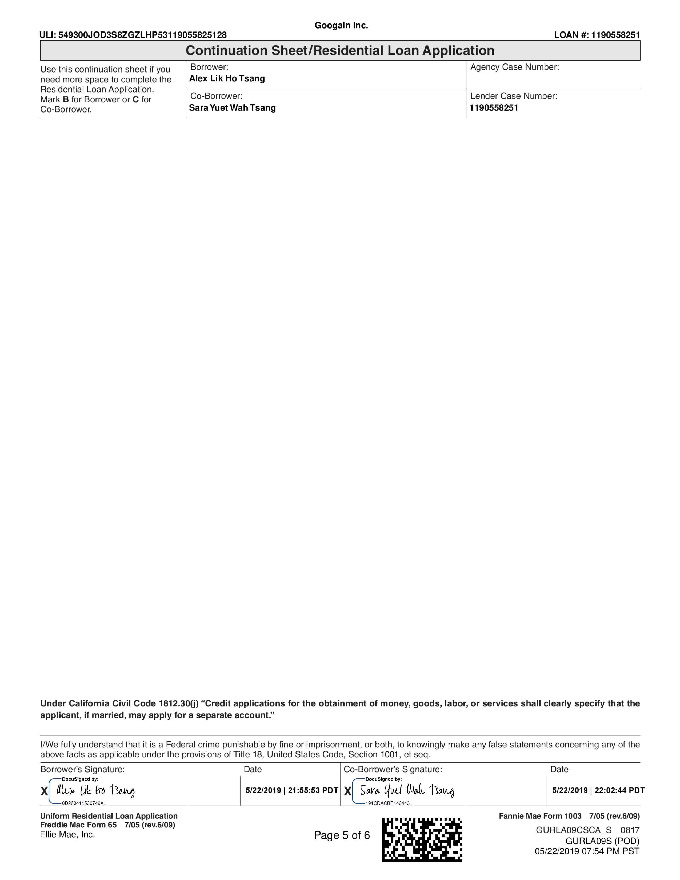 Googain Inc.
ULI: 549300JOD3S8ZGZLHP53119055825128 LOAN #: 1190558251
Continuation Sheet/Residential Loan Application
Use this continuation sheet if you
need more space to complete the
Residential Loan Application.
Mark B for Borrower or C for
Co-Borrower.
Borrower:
Alex Lik Ho Tsang
Agency Case Number:
Co-Borrower:
Sara Yuet Wah Tsang
Lender Case Number:
1190558251
Under California Civil Code 1812.30(j) "Credit applications for the obtainment of money, goods, labor, or services shall clearly specify that the
applicant, if married, may apply for a separate account."
I/We fully understand that it is a Federal crime punishable by fine or imprisonment, or both, to knowingly make any false statements concerning any of the
above facts as applicable under the provisions of Title 18, United States Code, Section 1001, et seq.
Borrower's Signature: Date Co-Borrower's Signature: Date
DocuSigned by: DocuSigned by:
X Alex Lik Ho Tsang 5/22/2019 | 21:55:53 PDT X Sara Yuet Wah Tsang 5/22/2019 | 22:02:44 PDT
Uniform Residential Loan Application
Freddie Mac Form 65 7/05 (rev.6/09)
Ellie Mae, Inc.
Page 5 of 6
Fannie Mae Form 1003 7/05 (rev.6/09)
GURLA09CSCA_S 0817
GURLA09S (POD)
05/22/2019 07:54 PM PST